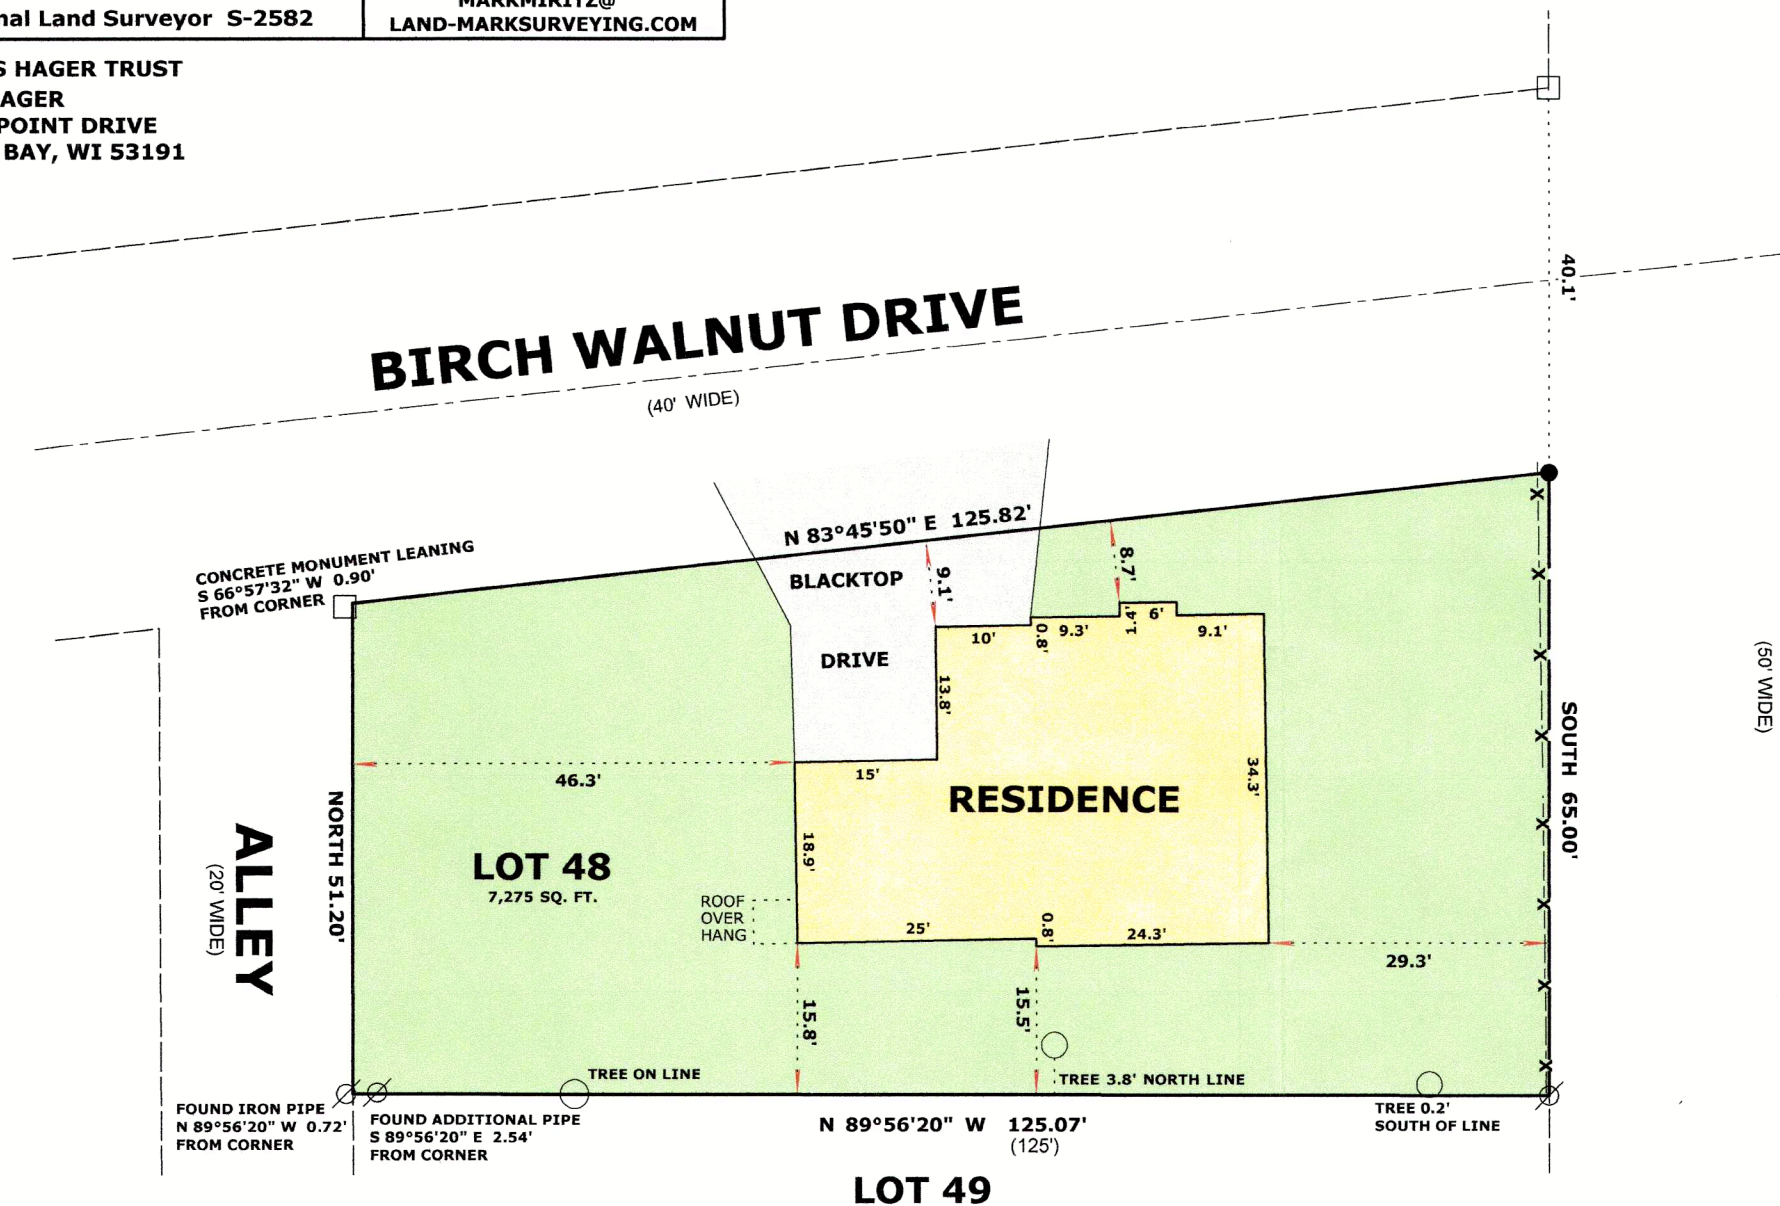 nal Land Surveyor S-2582
MARKMIRITZ@
LAND-MARKSURVEYING.COM
S HAGER TRUST
AGER
POINT DRIVE
BAY, WI 53191
40.1'
BIRCH WALNUT DRIVE
(40' WIDE)
N 83°45'50" E 125.82'
CONCRETE MONUMENT LEANING
S 66°57'32" W 0.90'
FROM CORNER
BLACKTOP
DRIVE
9.1'
8.7'
10'
0.8'
9.3'
1.4'
6'
9.1'
13.8'
46.3'
15'
RESIDENCE
34.3'
18.9'
SOUTH 65.00'
(50' WIDE)
NORTH 51.20'
ALLEY
(20' WIDE)
LOT 48
7,275 SQ. FT.
ROOF
OVER
HANG
25'
0.8'
24.3'
29.3'
15.8'
15.5'
TREE ON LINE
TREE 3.8' NORTH LINE
FOUND IRON PIPE
N 89°56'20" W 0.72'
FROM CORNER
FOUND ADDITIONAL PIPE
S 89°56'20" E 2.54'
FROM CORNER
N 89°56'20" W 125.07'
(125')
TREE 0.2'
SOUTH OF LINE
LOT 49